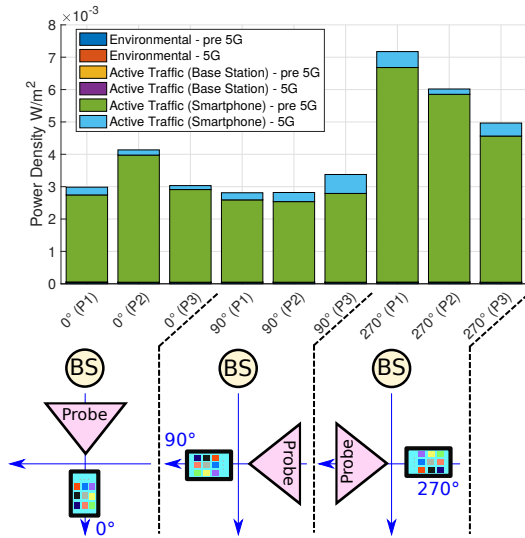 ×10⁻³
8
7
6
5
4
3
2
1
0
Power Density W/m²
Environmental - pre 5G
Environmental - 5G
Active Traffic (Base Station) - pre 5G
Active Traffic (Base Station) - 5G
Active Traffic (Smartphone) - pre 5G
Active Traffic (Smartphone) - 5G
0° (P1)
0° (P2)
0° (P3)
90° (P1)
90° (P2)
90° (P3)
270° (P1)
270° (P2)
270° (P3)
BS
Probe
0°
BS
90°
Probe
BS
Probe
270°